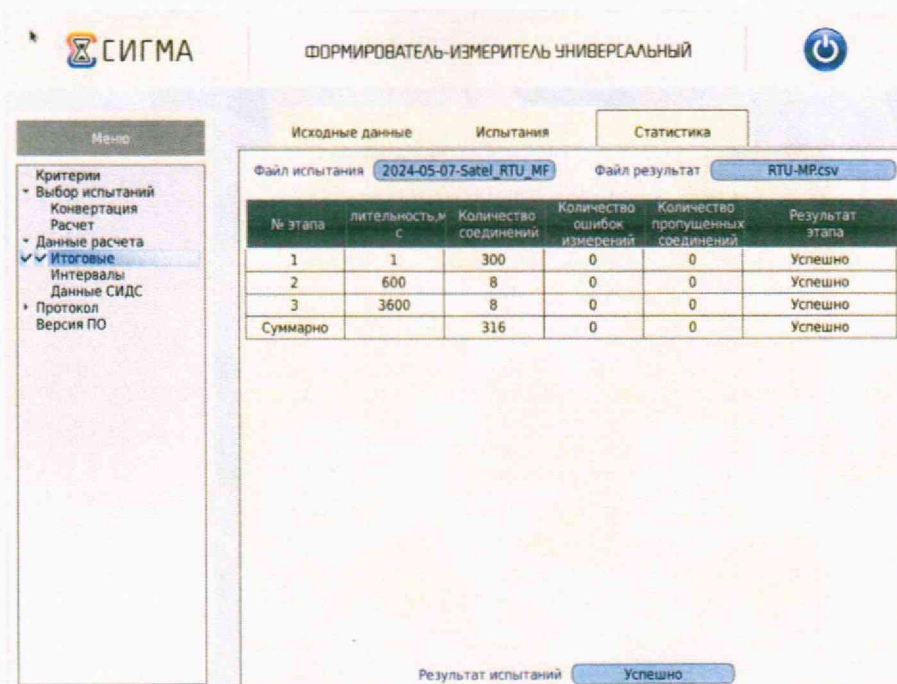 СИГМА
ФОРМИРОВАТЕЛЬ-ИЗМЕРИТЕЛЬ УНИВЕРСАЛЬНЫЙ
Меню
Критерии
Выбор испытаний
Конвертация
Расчет
Данные расчета
Итоговые
Интервалы
Данные СИДС
Протокол
Версия ПО
Исходные данные Испытания Статистика
Файл испытания 2024-05-07-Satel_RTU_MF Файл результат RTU-MP.csv
№ этапа лительность,м Количество Количество Количество Результат
с соединений ошибок пропущенных этапа
измерений соединений
1 1 300 0 0 Успешно
2 600 8 0 0 Успешно
3 3600 8 0 0 Успешно
Суммарно 316 0 0 Успешно
Результат испытаний Успешно